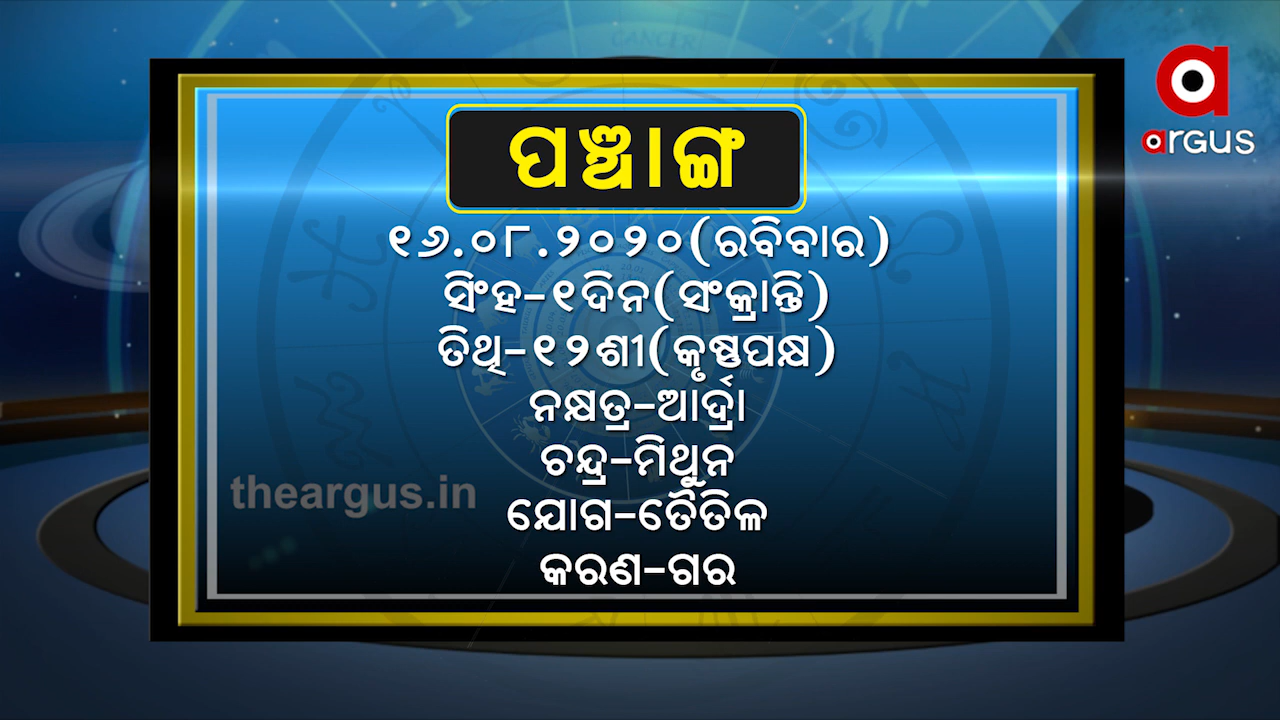 ପଞ୍ଚାଙ୍ଗ
argus
୧୬.୦୮.୨୦୨୦(ରବିବାର)
ସିଂହ-୧ଦିନ(ସଂକ୍ରାନ୍ତି)
ତିଥି-୧୨ଶୀ(କୃଷ୍ଣପକ୍ଷ)
ନକ୍ଷତ୍ର-ଆର୍ଦ୍ରା
ଚନ୍ଦ୍ର-ମିଥୁନ
theargus.in
ଯୋଗ-ତୈତିଳ
କରଣ-ଗର